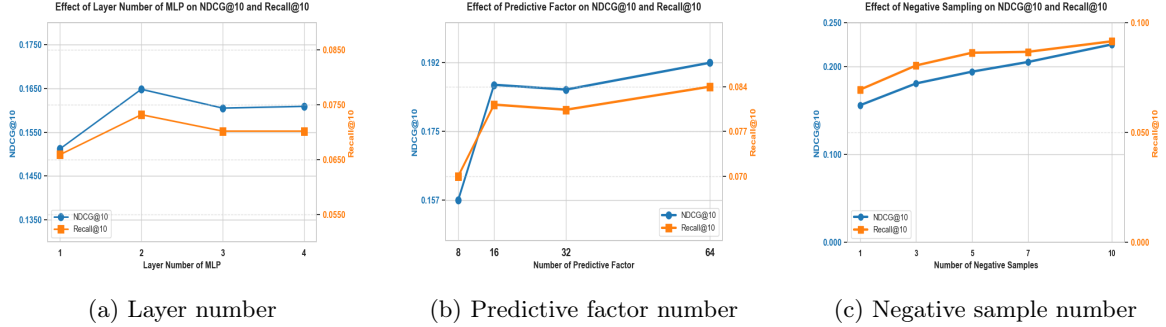 Effect of Layer Number of MLP on NDCG@10 and Recall@10
0.1750
0.1650
0.1550
0.1450
0.1350
NDCG@10
0.0850
0.0750
0.0650
0.0550
Recall@10
NDCG@10
Recall@10
1 2 3 4
Layer Number of MLP
(a) Layer number
Effect of Predictive Factor on NDCG@10 and Recall@10
0.192
0.175
0.157
NDCG@10
0.084
0.077
0.070
Recall@10
NDCG@10
Recall@10
8 16 32 64
Number of Predictive Factor
(b) Predictive factor number
Effect of Negative Sampling on NDCG@10 and Recall@10
0.250
0.200
0.100
0.000
NDCG@10
0.100
0.050
0.000
Recall@10
NDCG@10
Recall@10
1 3 5 7 10
Number of Negative Samples
(c) Negative sample number